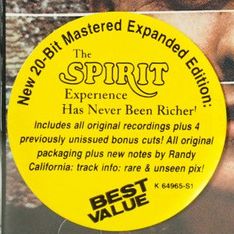 New 20-Bit Mastered Expanded Edition:
The
SPIRIT
Experience
Has Never Been Richer!
Includes all original recordings plus 4
previously unissued bonus cuts! All original
packaging plus new notes by Randy
California: track info: rare & unseen pix!
BEST
VALUE
K 64965-S1